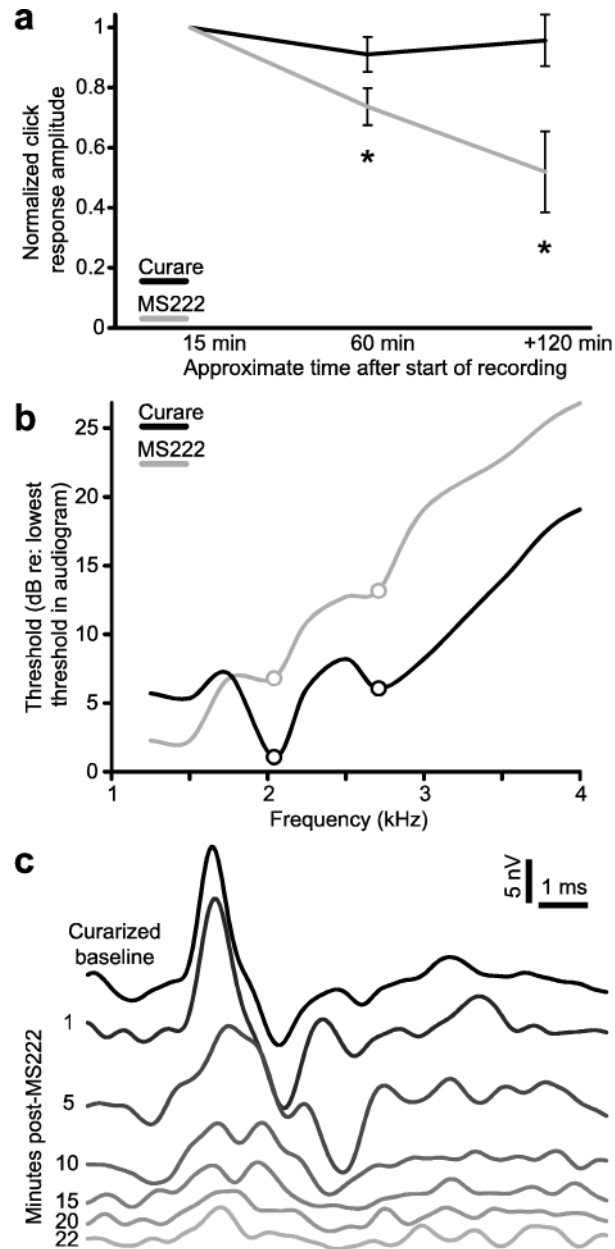 a
Normalized click
response amplitude
1
0.8
0.6
0.4
0.2
0
*
*
Curare
MS222
15 min
60 min
+120 min
Approximate time after start of recording
b
Curare
MS222
Threshold (dB re: lowest
threshold in audiogram)
25
20
15
10
5
0
1
2
3
4
Frequency (kHz)
c
5 nV
1 ms
Curarized
baseline
Minutes post-MS222
1
5
10
15
20
22